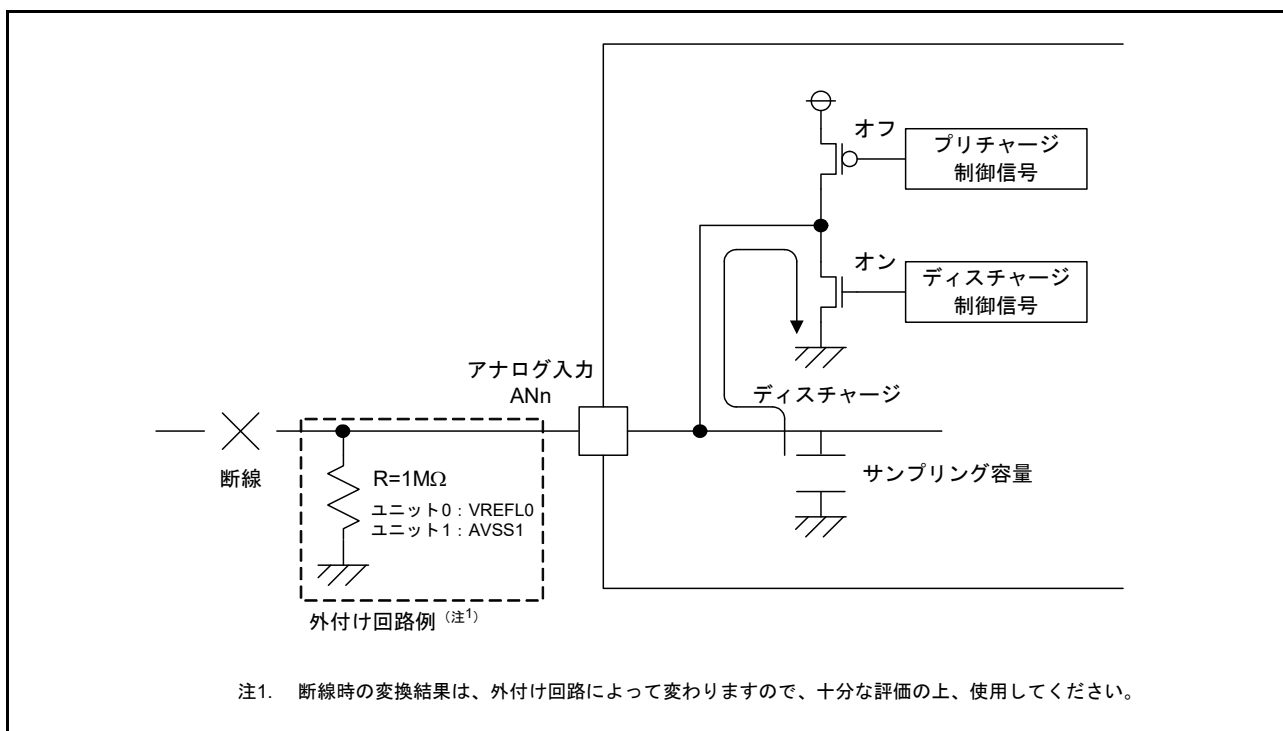 オフ
プリチャージ
制御信号
オン
ディスチャージ
制御信号
アナログ入力
ANn
ディスチャージ
断線
R=1MΩ
ユニット0：VREFL0
ユニット1：AVSS1
サンプリング容量
外付け回路例（注1）
注1. 断線時の変換結果は、外付け回路によって変わりますので、十分な評価の上、使用してください。